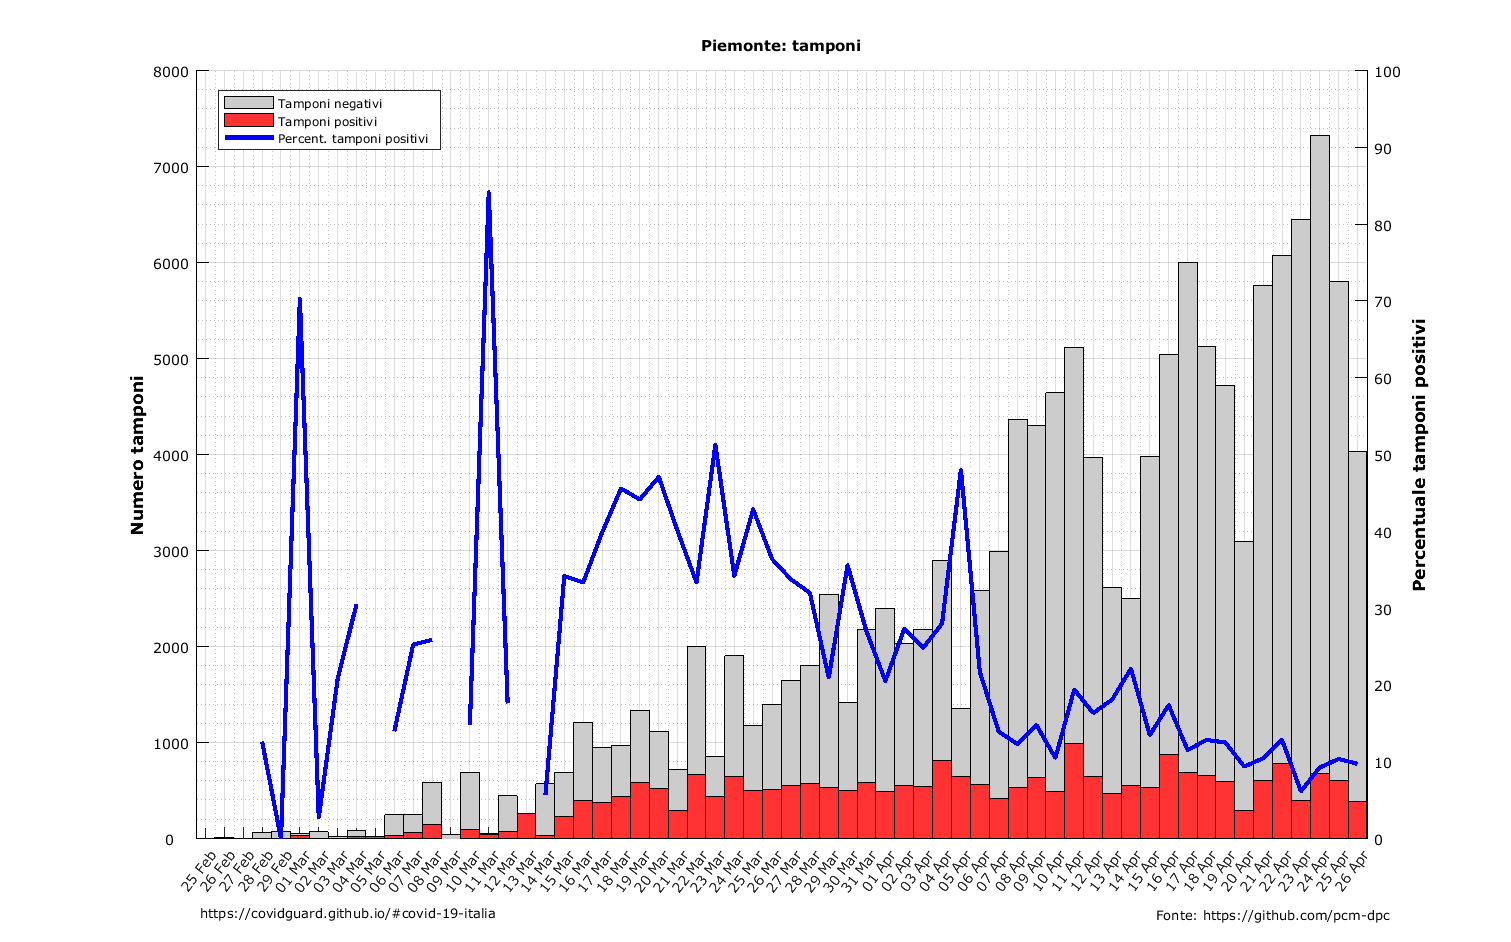 Piemonte: tamponi
8000
7000
6000
5000
4000
3000
2000
1000
0
Numero tamponi
Tamponi negativi
Tamponi positivi
Percent. tamponi positivi
100
90
80
70
60
50
40
30
20
10
0
Percentuale tamponi positivi
25 Feb
26 Feb
27 Feb
28 Feb
29 Feb
01 Mar
02 Mar
03 Mar
04 Mar
05 Mar
06 Mar
07 Mar
08 Mar
09 Mar
10 Mar
11 Mar
12 Mar
13 Mar
14 Mar
15 Mar
16 Mar
17 Mar
18 Mar
19 Mar
20 Mar
21 Mar
22 Mar
23 Mar
24 Mar
25 Mar
26 Mar
27 Mar
28 Mar
29 Mar
30 Mar
31 Mar
01 Apr
02 Apr
03 Apr
04 Apr
05 Apr
06 Apr
07 Apr
08 Apr
09 Apr
10 Apr
11 Apr
12 Apr
13 Apr
14 Apr
15 Apr
16 Apr
17 Apr
18 Apr
19 Apr
20 Apr
21 Apr
22 Apr
23 Apr
24 Apr
25 Apr
26 Apr
https://covidguard.github.io/#covid-19-italia
Fonte: https://github.com/pcm-dpc